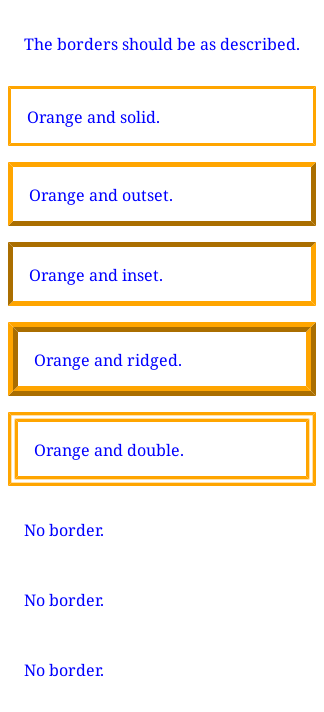 The borders should be as described.
Orange and solid.
Orange and outset.
Orange and inset.
Orange and ridged.
Orange and double.
No border.
No border.
No border.